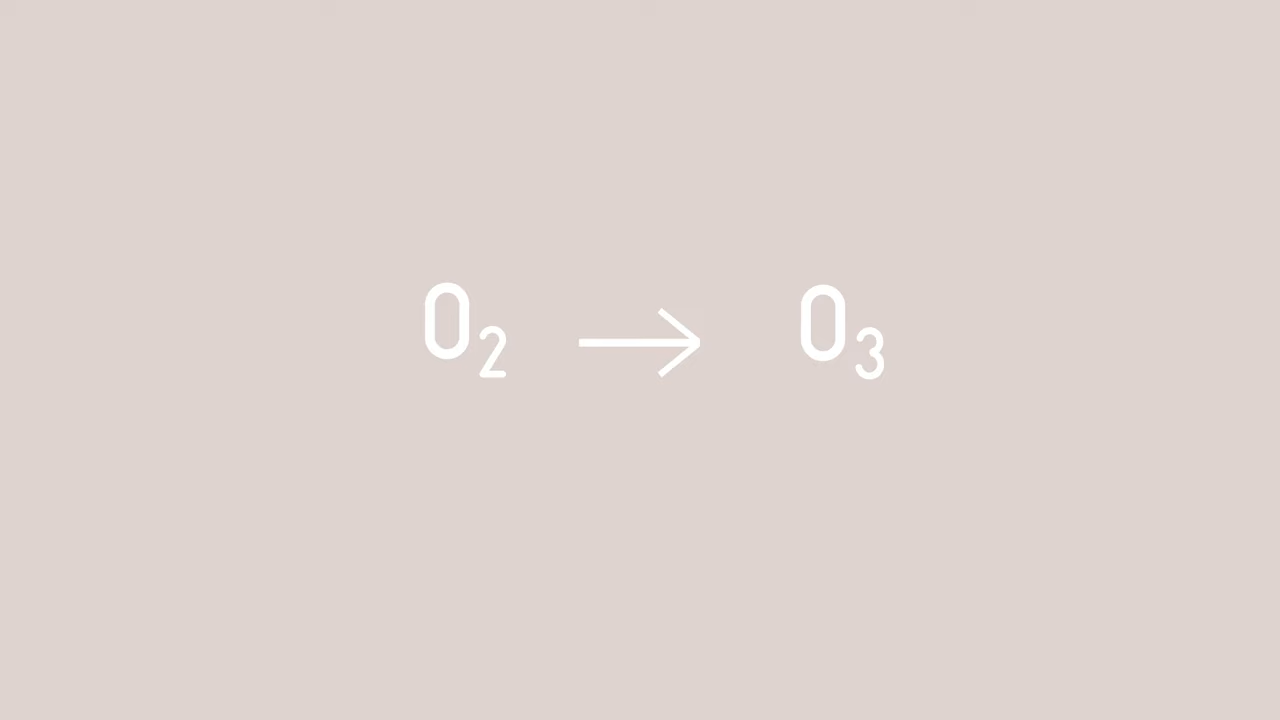 O₂ → O₃